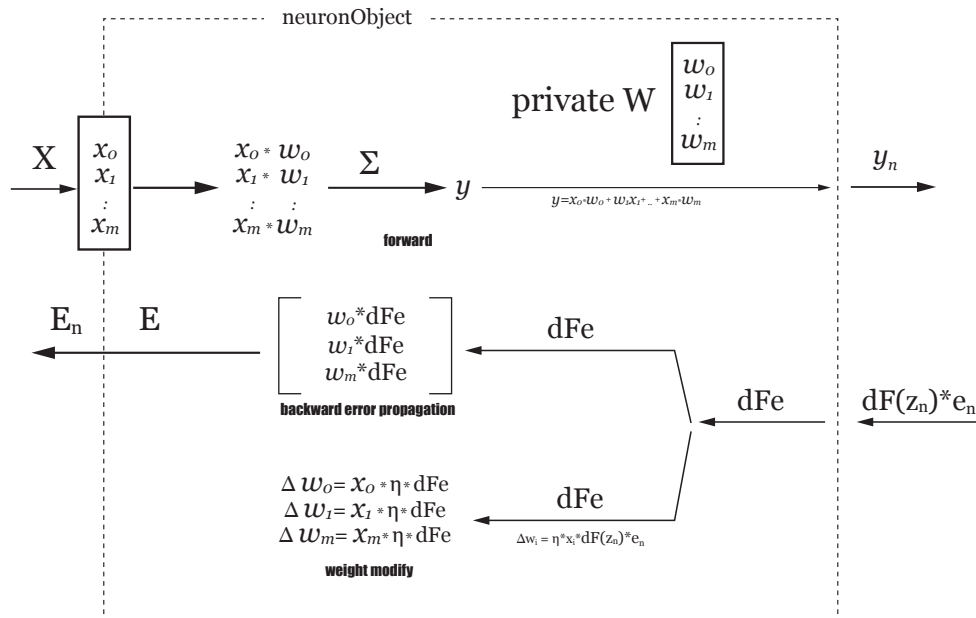 neuronObject
private W
w₀
w₁
:
wₘ
X
x₀
x₁
:
xₘ
x₀ * w₀
x₁ * w₁
: :
xₘ * wₘ
Σ
y
y=x₀*w₀+w₁x₁+ .. +xₘ*wₘ
yₙ
forward
Eₙ
E
w₀*dFe
w₁*dFe
wₘ*dFe
backward error propagation
dFe
dFe
dF(zₙ)*eₙ
Δ w₀= x₀ * η* dFe
Δ w₁= x₁ * η* dFe
Δ wₘ= xₘ* η* dFe
weight modify
dFe
Δwᵢ = η*xᵢ*dF(zₙ)*eₙ